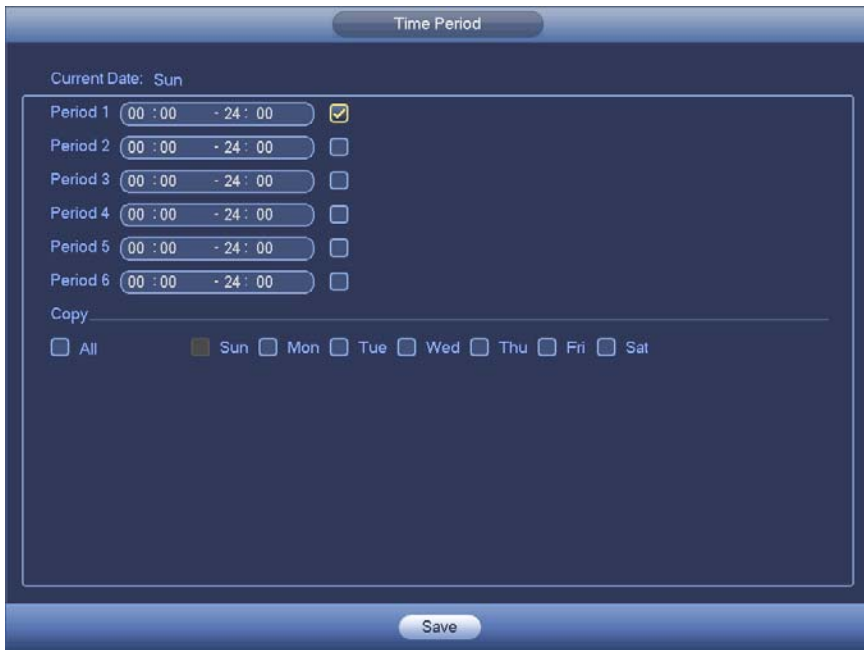 Time Period
Current Date: Sun
Period 1 00 :00 - 24 : 00
Period 2 00 :00 - 24 : 00
Period 3 00 :00 - 24 : 00
Period 4 00 :00 - 24 : 00
Period 5 00 :00 - 24 : 00
Period 6 00 :00 - 24 : 00
Copy
All Sun Mon Tue Wed Thu Fri Sat
Save